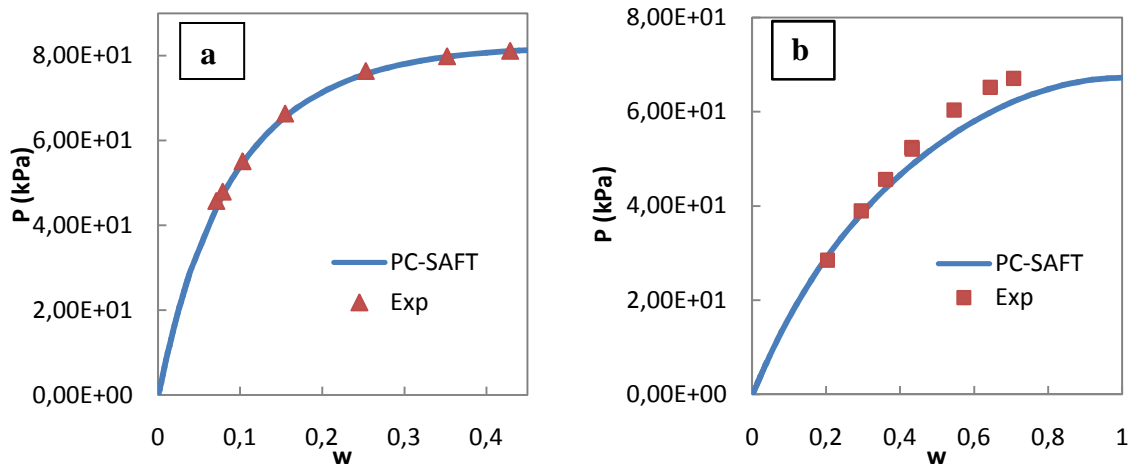 a
8,00E+01
6,00E+01
4,00E+01
2,00E+01
0,00E+00
P (kPa)
PC-SAFT
Exp
0
0,1
0,2
0,3
0,4
w
b
8,00E+01
6,00E+01
4,00E+01
2,00E+01
0,00E+00
P (kPa)
PC-SAFT
Exp
0
0,2
0,4
0,6
0,8
1
w